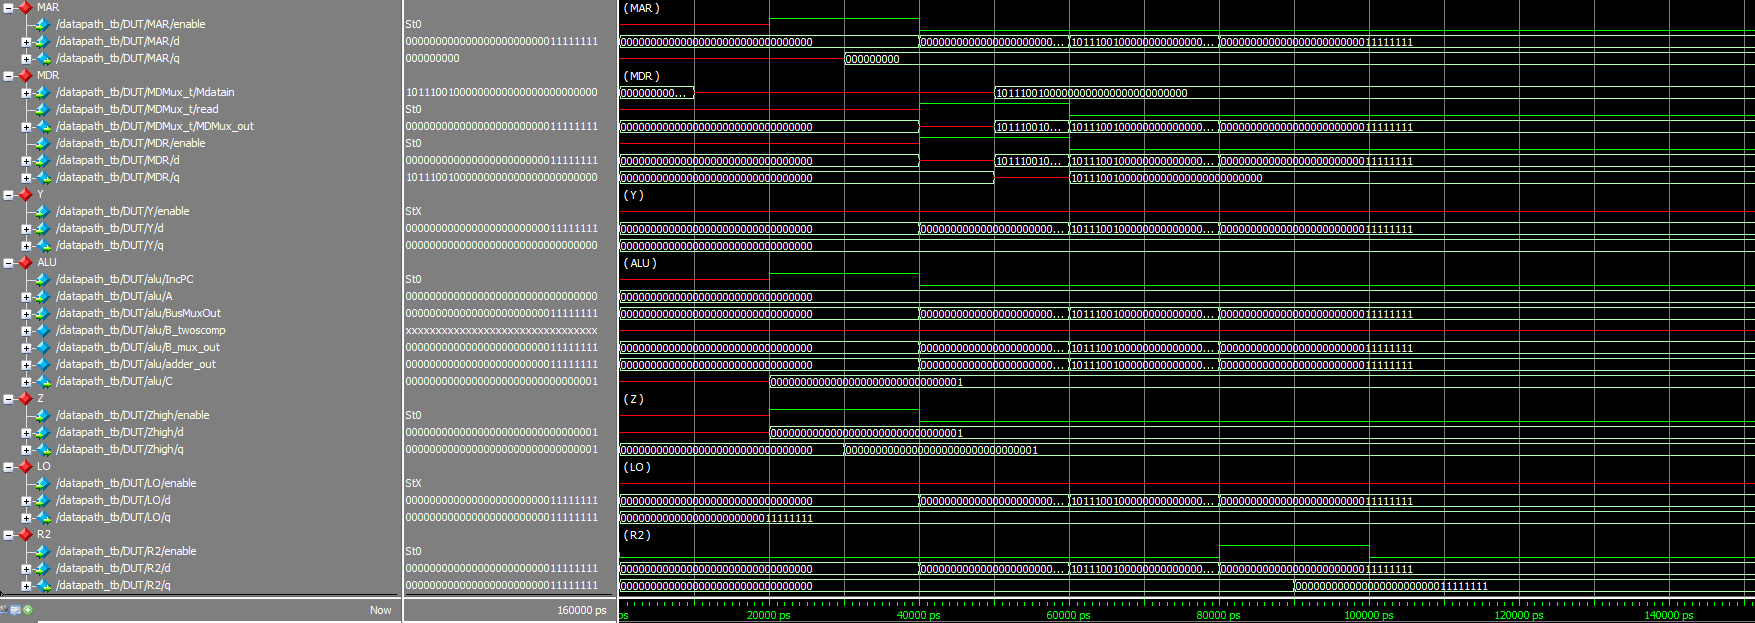 MAR (MAR)
/datapath_tb/DUT/MAR/enable St0
/datapath_tb/DUT/MAR/d 00000000000000000000000011111111 00000000000000000000000000000000 0000000000000000000000... 1011100100000000000000... 00000000000000000000000011111111
/datapath_tb/DUT/MAR/q 000000000 000000000
MDR (MDR)
/datapath_tb/DUT/MDMux_t/Mdatain 10111001000000000000000000000000 000000000... 10111001000000000000000000000000
/datapath_tb/DUT/MDMux_t/read St0
/datapath_tb/DUT/MDMux_t/MDMux_out 00000000000000000000000011111111 00000000000000000000000000000000 101110010... 1011100100000000000000... 00000000000000000000000011111111
/datapath_tb/DUT/MDR/enable St0
/datapath_tb/DUT/MDR/d 00000000000000000000000011111111 00000000000000000000000000000000 101110010... 1011100100000000000000... 00000000000000000000000011111111
/datapath_tb/DUT/MDR/q 10111001000000000000000000000000 00000000000000000000000000000000 10111001000000000000000000000000
Y (Y)
/datapath_tb/DUT/Y/enable StX
/datapath_tb/DUT/Y/d 00000000000000000000000011111111 00000000000000000000000000000000 0000000000000000000000... 1011100100000000000000... 00000000000000000000000011111111
/datapath_tb/DUT/Y/q 00000000000000000000000000000000 00000000000000000000000000000000
ALU (ALU)
/datapath_tb/DUT/alu/IncPC St0
/datapath_tb/DUT/alu/A 00000000000000000000000000000000 00000000000000000000000000000000
/datapath_tb/DUT/alu/BusMuxOut 00000000000000000000000011111111 00000000000000000000000000000000 0000000000000000000000... 1011100100000000000000... 00000000000000000000000011111111
/datapath_tb/DUT/alu/B_twoscomp xxxxxxxxxxxxxxxxxxxxxxxxxxxxxxxx
/datapath_tb/DUT/alu/B_mux_out 00000000000000000000000011111111 00000000000000000000000000000000 0000000000000000000000... 1011100100000000000000... 00000000000000000000000011111111
/datapath_tb/DUT/alu/adder_out 00000000000000000000000011111111 00000000000000000000000000000000 0000000000000000000000... 1011100100000000000000... 00000000000000000000000011111111
/datapath_tb/DUT/alu/C 00000000000000000000000000000001 00000000000000000000000000000001
Z (Z)
/datapath_tb/DUT/Zhigh/enable St0
/datapath_tb/DUT/Zhigh/d 00000000000000000000000000000001 00000000000000000000000000000001
/datapath_tb/DUT/Zhigh/q 00000000000000000000000000000001 00000000000000000000000000000000 00000000000000000000000000000001
LO (LO)
/datapath_tb/DUT/LO/enable StX
/datapath_tb/DUT/LO/d 00000000000000000000000011111111 00000000000000000000000000000000 0000000000000000000000... 1011100100000000000000... 00000000000000000000000011111111
/datapath_tb/DUT/LO/q 00000000000000000000000011111111 00000000000000000000000011111111
R2 (R2)
/datapath_tb/DUT/R2/enable St0
/datapath_tb/DUT/R2/d 00000000000000000000000011111111 00000000000000000000000000000000 0000000000000000000000... 1011100100000000000000... 00000000000000000000000011111111
/datapath_tb/DUT/R2/q 00000000000000000000000011111111 00000000000000000000000000000000 00000000000000000000000011111111
Now 160000 ps ps 20000 ps 40000 ps 60000 ps 80000 ps 100000 ps 120000 ps 140000 ps